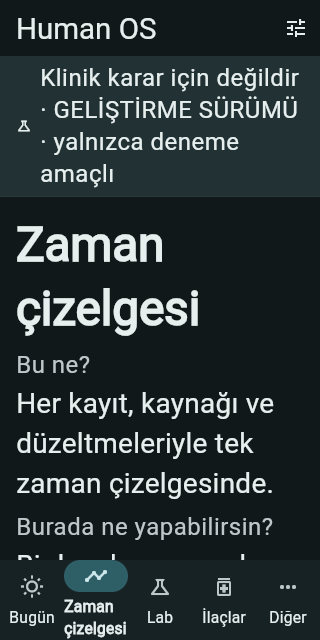 Human OS
Klinik karar için değildir
· GELİŞTİRME SÜRÜMÜ
· yalnızca deneme
amaçlı
Zaman
çizelgesi
Bu ne?
Her kayıt, kaynağı ve
düzeltmeleriyle tek
zaman çizelgesinde.
Burada ne yapabilirsin?
Bugün
Zaman
çizelgesi
Lab
İlaçlar
Diğer